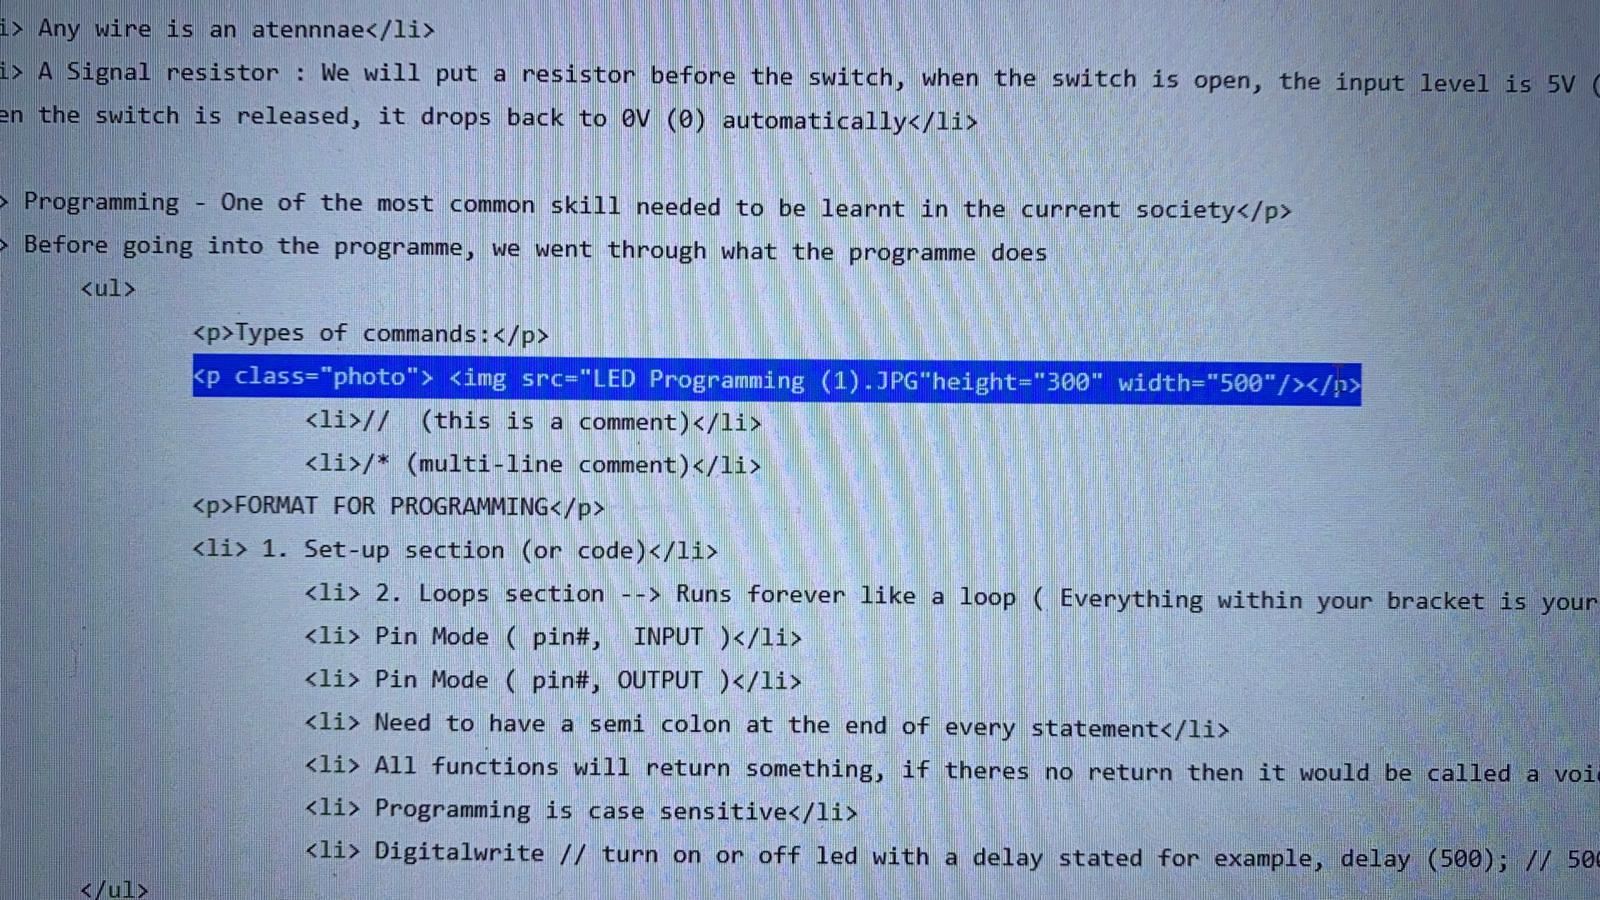 i> Any wire is an atennnae</li>
i> A Signal resistor : We will put a resistor before the switch, when the switch is open, the input level is 5V (
en the switch is released, it drops back to 0V (0) automatically</li>
> Programming - One of the most common skill needed to be learnt in the current society</p>
> Before going into the programme, we went through what the programme does
<ul>
<p>Types of commands:</p>
<p class="photo"> <img src="LED Programming (1).JPG"height="300" width="500"/></p>
<li>//  (this is a comment)</li>
<li>/* (multi-line comment)</li>
<p>FORMAT FOR PROGRAMMING</p>
<li> 1. Set-up section (or code)</li>
<li> 2. Loops section --> Runs forever like a loop ( Everything within your bracket is your
<li> Pin Mode ( pin#,  INPUT )</li>
<li> Pin Mode ( pin#, OUTPUT )</li>
<li> Need to have a semi colon at the end of every statement</li>
<li> All functions will return something, if theres no return then it would be called a voi
<li> Programming is case sensitive</li>
<li> Digitalwrite // turn on or off led with a delay stated for example, delay (500); // 500
</ul>